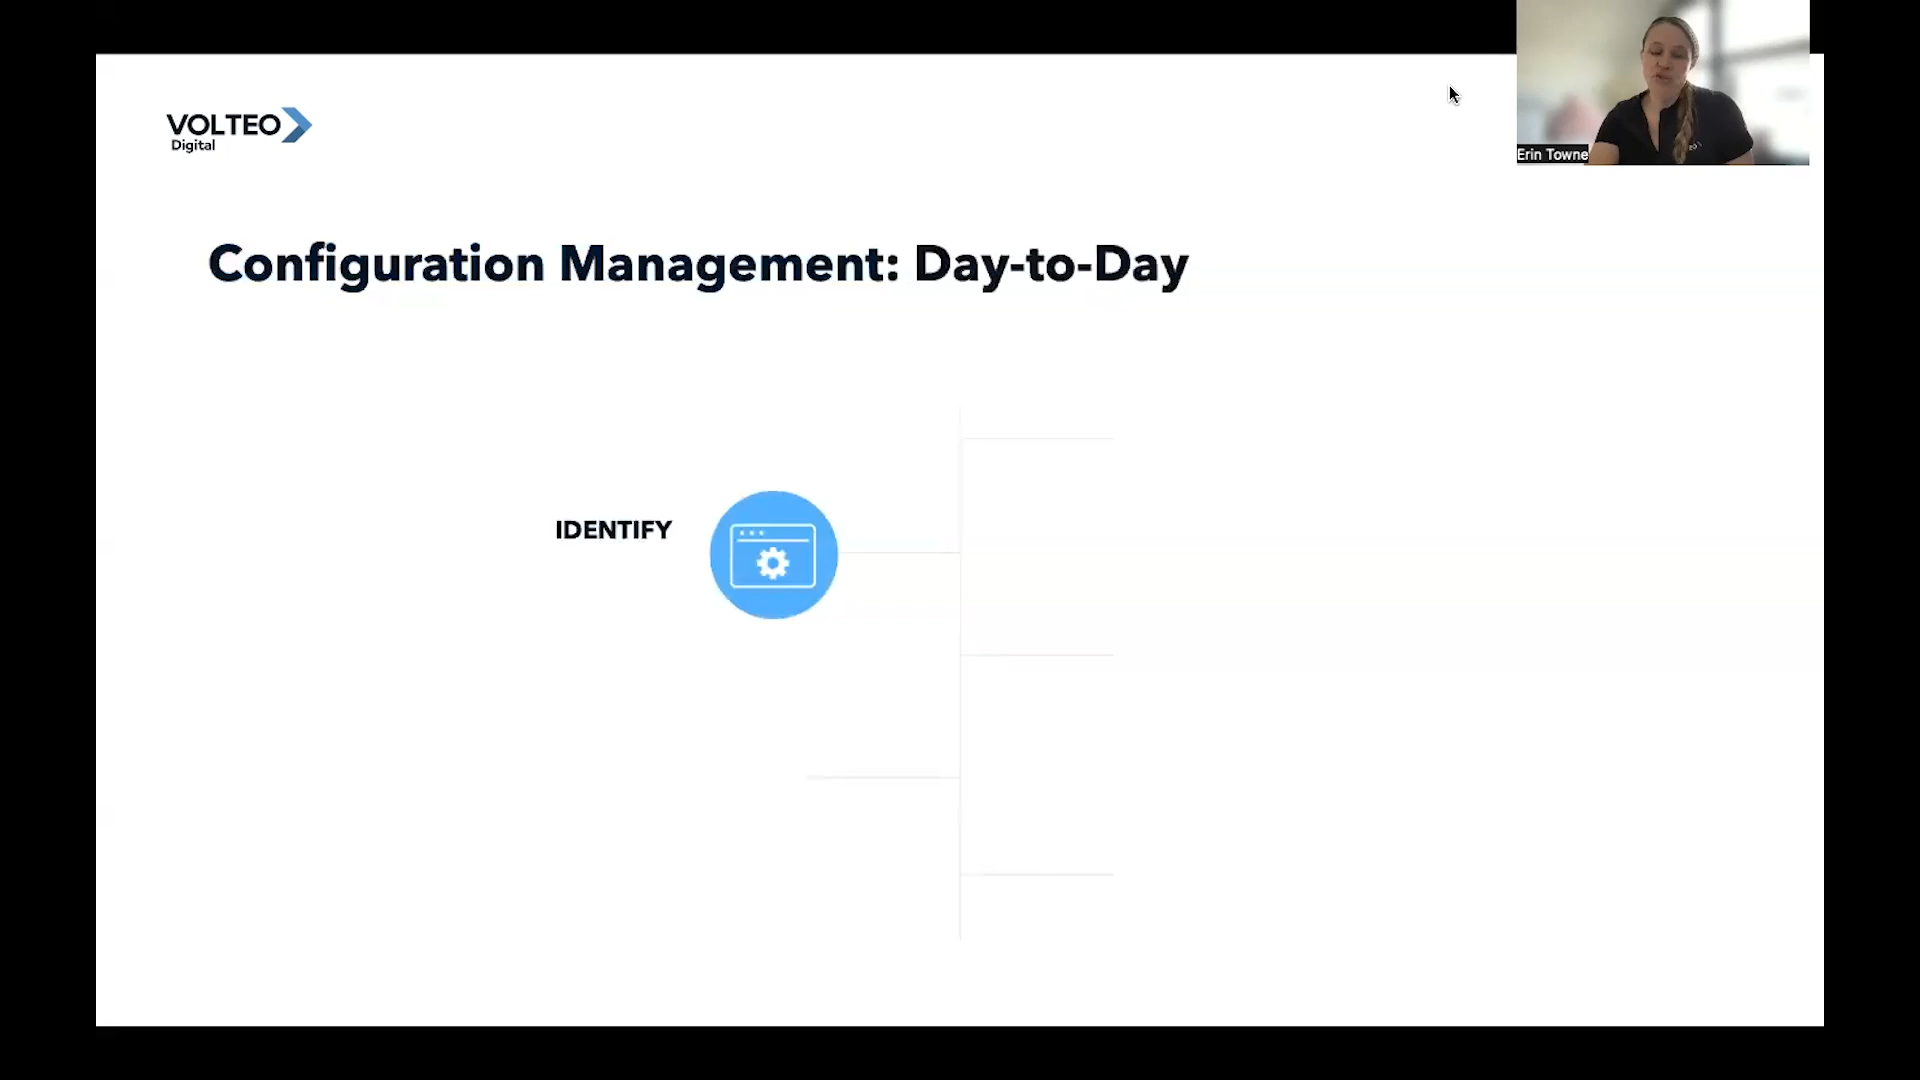 VOLTEO
Digital
Erin Towne
Configuration Management: Day-to-Day
IDENTIFY